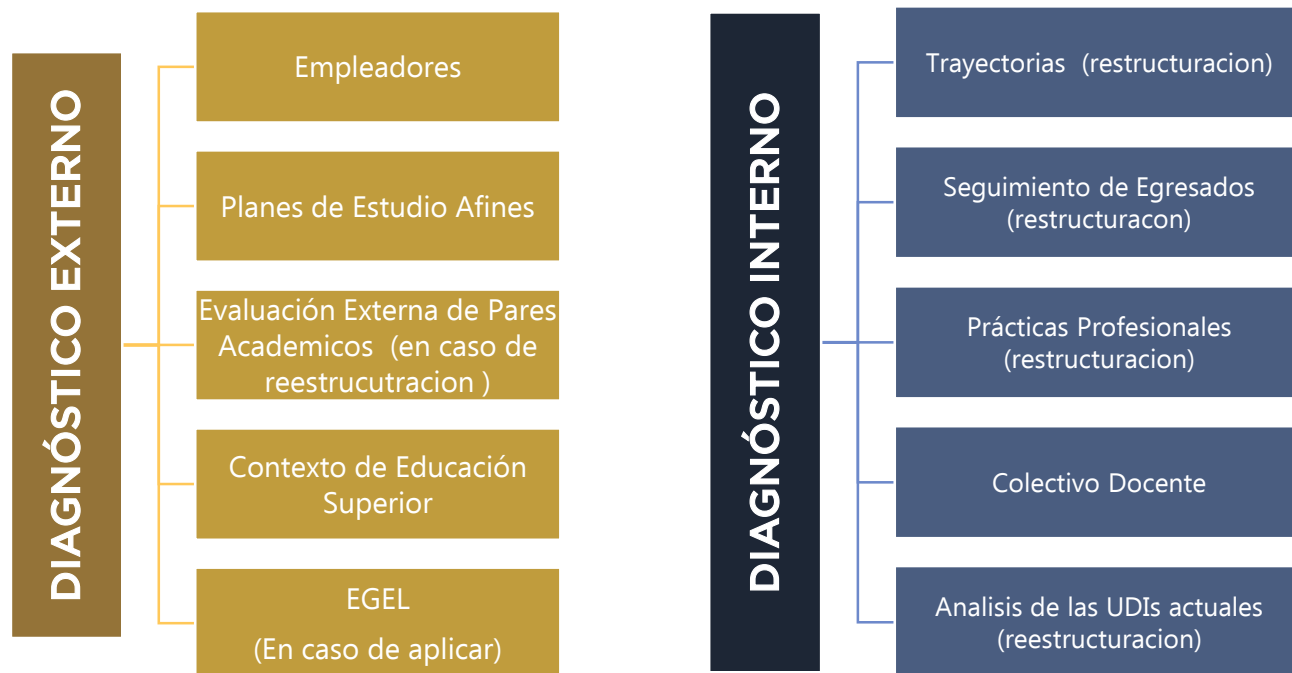 DIAGNÓSTICO EXTERNO
Empleadores
Planes de Estudio Afines
Evaluación Externa de Pares
Academicos (en caso de
reestrucutracion )
Contexto de Educación
Superior
EGEL
(En caso de aplicar)
DIAGNÓSTICO INTERNO
Trayectorias (restructuracion)
Seguimiento de Egresados
(restructuracon)
Prácticas Profesionales
(restructuracion)
Colectivo Docente
Analisis de las UDIs actuales
(reestructuracion)